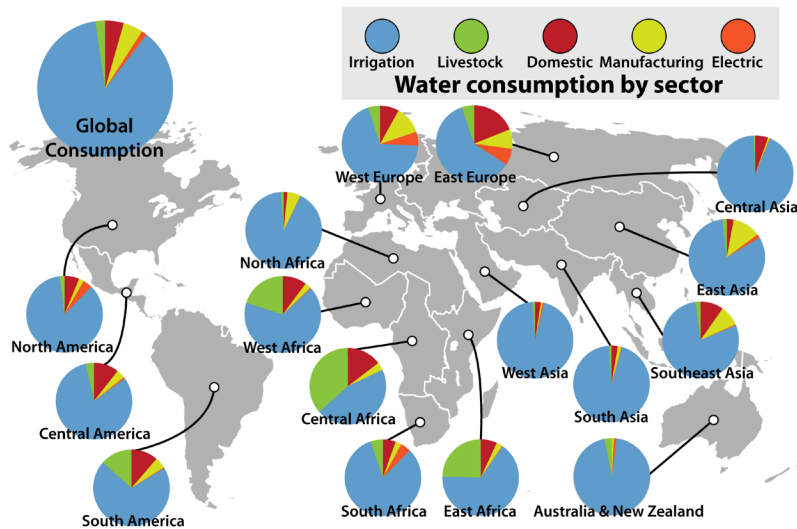 Irrigation
Livestock
Domestic
Manufacturing
Electric
Water consumption by sector
Global
Consumption
West Europe
East Europe
Central Asia
North Africa
East Asia
North America
West Africa
West Asia
Southeast Asia
South Asia
Central Africa
Central America
South America
South Africa
East Africa
Australia & New Zealand